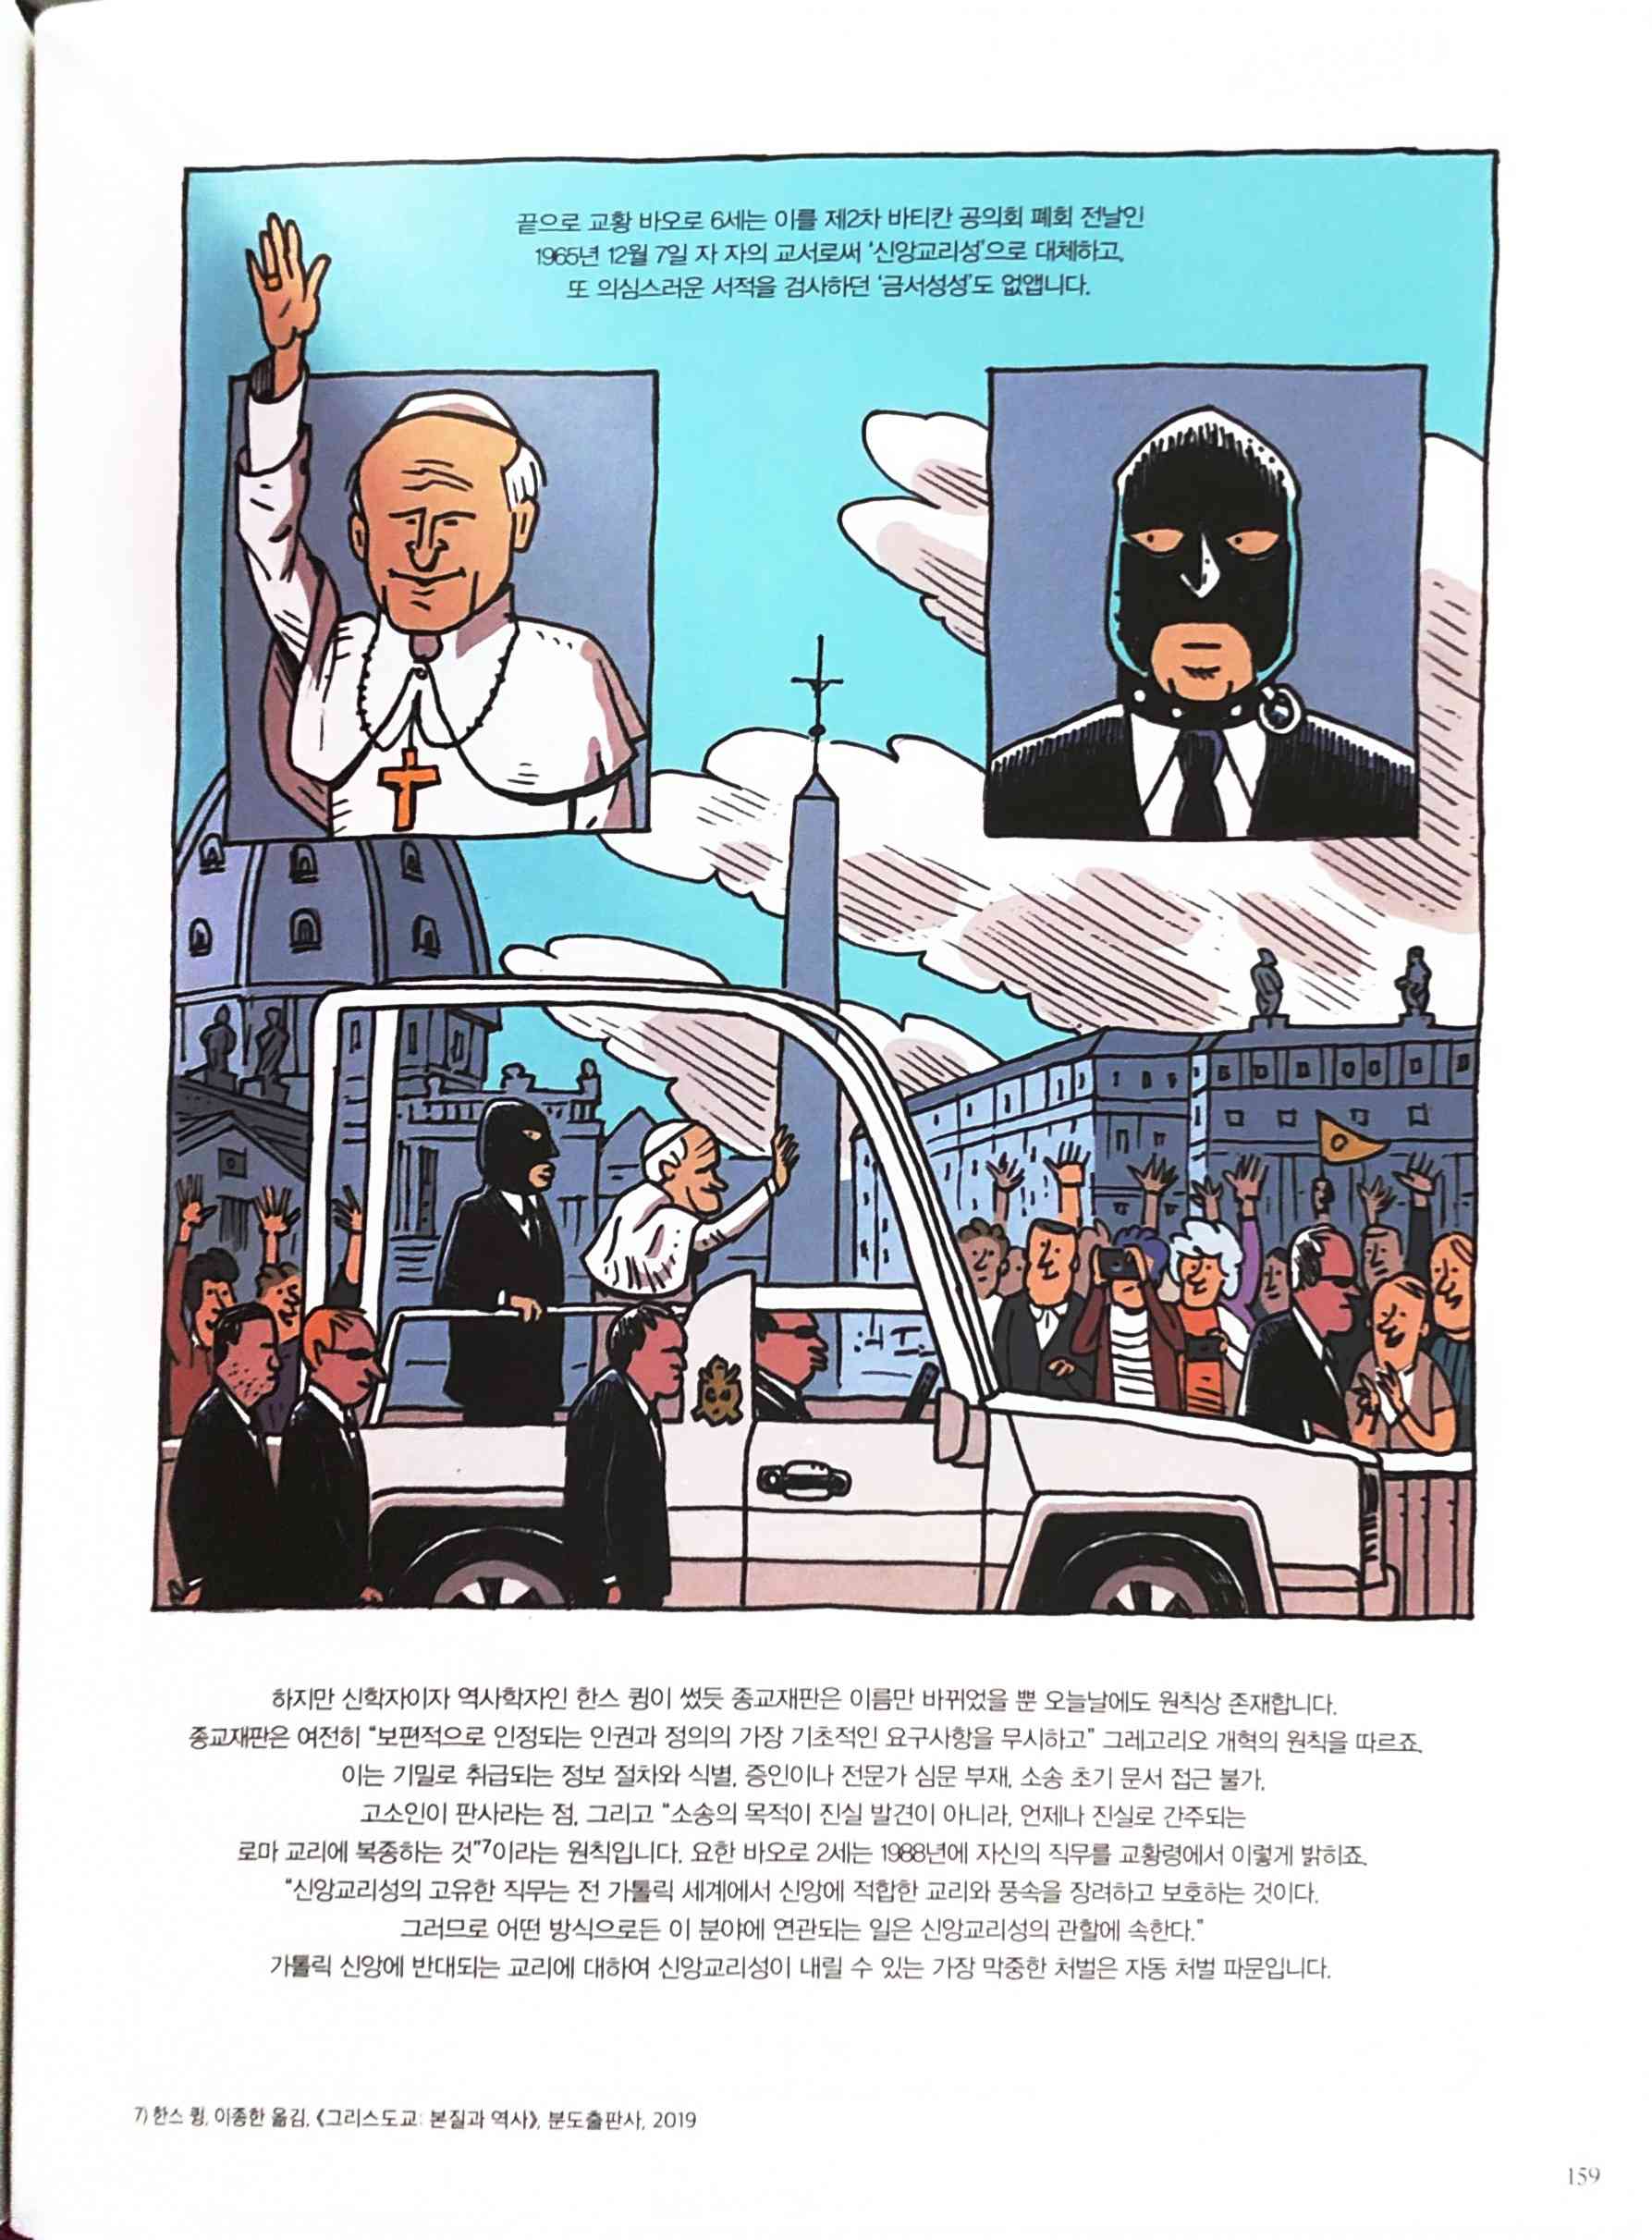 끝으로 교황 바오로 6세는 이를 제2차 바티칸 공의회 폐회 전날인
1965년 12월 7일 자 자의 교서로써 '신앙교리성'으로 대체하고,
또 의심스러운 서적을 검사하던 '금서성성'도 없앱니다.
하지만 신학자이자 역사학자인 한스 큉이 썼듯 종교재판은 이름만 바뀌었을 뿐 오늘날에도 원칙상 존재합니다.
종교재판은 여전히 “보편적으로 인정되는 인권과 정의의 가장 기초적인 요구사항을 무시하고” 그레고리오 개혁의 원칙을 따르죠.
이는 기밀로 취급되는 정보 절차와 식별, 증인이나 전문가 심문 부재, 소송 초기 문서 접근 불가,
고소인이 판사라는 점, 그리고 “소송의 목적이 진실 발견이 아니라, 언제나 진실로 간주되는
로마 교리에 복종하는 것”7이라는 원칙입니다. 요한 바오로 2세는 1988년에 자신의 직무를 교황령에서 이렇게 밝히죠.
“신앙교리성의 고유한 직무는 전 가톨릭 세계에서 신앙에 적합한 교리와 풍속을 장려하고 보호하는 것이다.
그러므로 어떤 방식으로든 이 분야에 연관되는 일은 신앙교리성의 관할에 속한다.”
가톨릭 신앙에 반대되는 교리에 대하여 신앙교리성이 내릴 수 있는 가장 막중한 처벌은 자동 처벌 파문입니다.
7) 한스 큉, 이종한 옮김, 《그리스도교: 본질과 역사》, 분도출판사, 2019
159